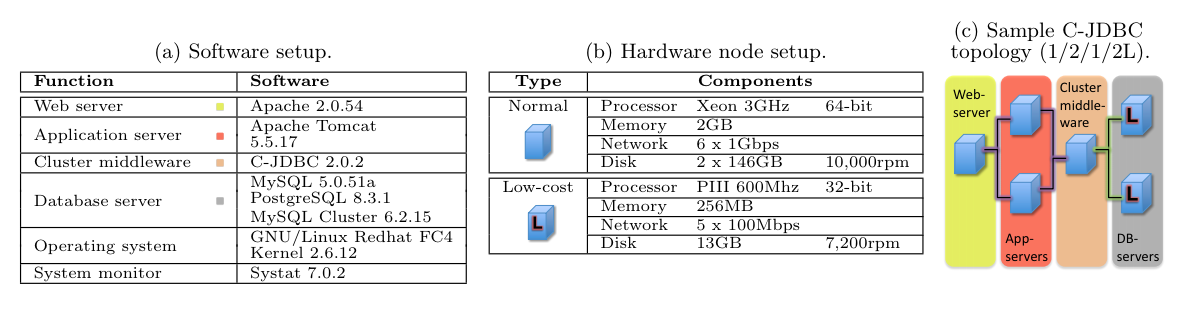 (a) Software setup.
Function Software
Web server Apache 2.0.54
Application server Apache Tomcat
5.5.17
Cluster middleware C-JDBC 2.0.2
Database server MySQL 5.0.51a
PostgreSQL 8.3.1
MySQL Cluster 6.2.15
Operating system GNU/Linux Redhat FC4
Kernel 2.6.12
System monitor Systat 7.0.2
(b) Hardware node setup.
Type Components
Normal Processor Xeon 3GHz 64-bit
Memory 2GB
Network 6 x 1Gbps
Disk 2 x 146GB 10,000rpm
Low-cost Processor PIII 600Mhz 32-bit
L
Memory 256MB
Network 5 x 100Mbps
Disk 13GB 7,200rpm
(c) Sample C-JDBC
topology (1/2/1/2L).
Web-
server
Cluster
middle-
ware
L
L
App-
servers
DB-
servers